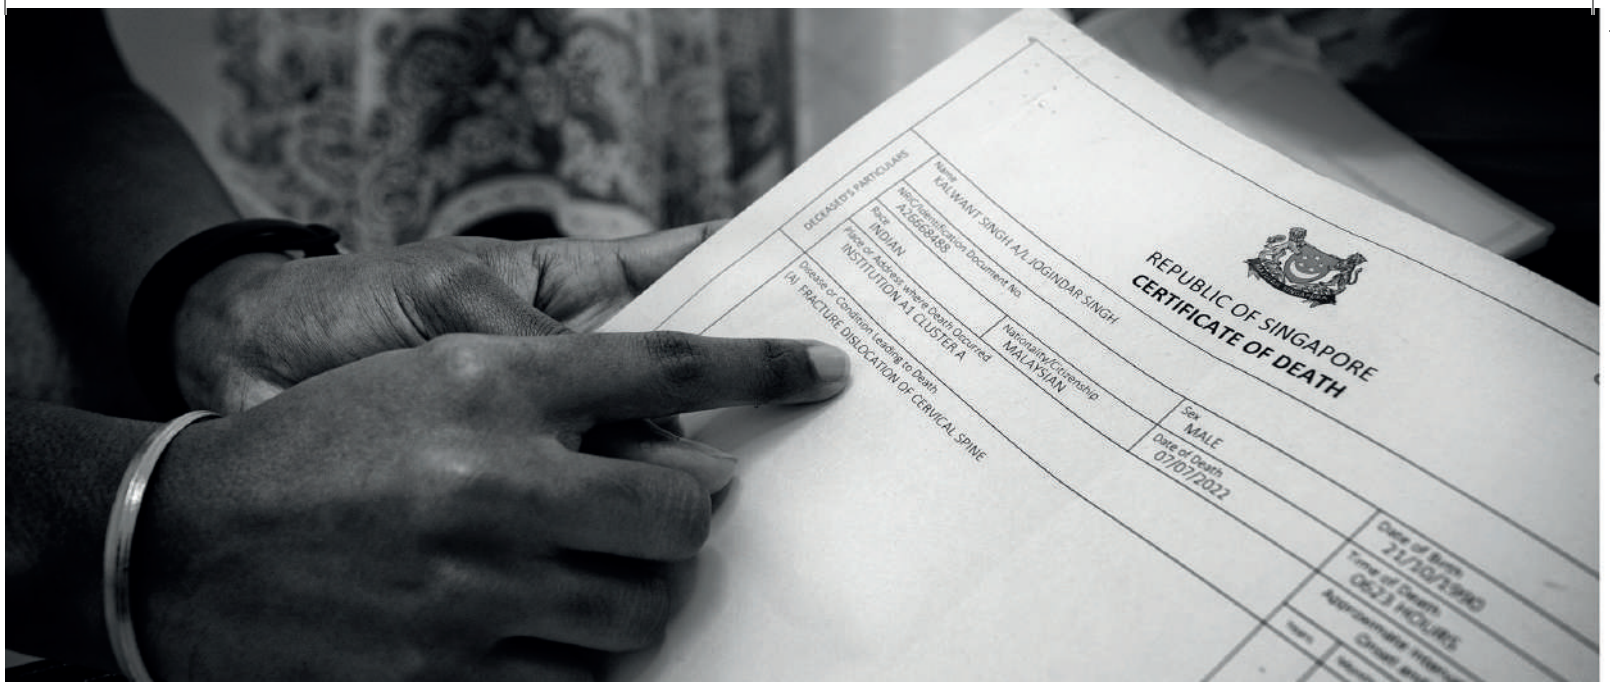 REPUBLIC OF SINGAPORE
CERTIFICATE OF DEATH
DECEASED'S PARTICULARS
Name
KALWANT SINGH A/L JOGINDAR SINGH
NRIC/Identification Document No.
A26668488
Race
INDIAN
Nationality/Citizenship
MALAYSIAN
Sex
MALE
Date of Birth
21/10/1990
Place or Address where Death Occurred
INSTITUTION A1 CLUSTER A
Date of Death
07/07/2022
Time of Death
0623 HOURS
Disease or Condition Leading to Death
(A) FRACTURE DISLOCATION OF CERVICAL SPINE
Approximate Interval
Onset
Years